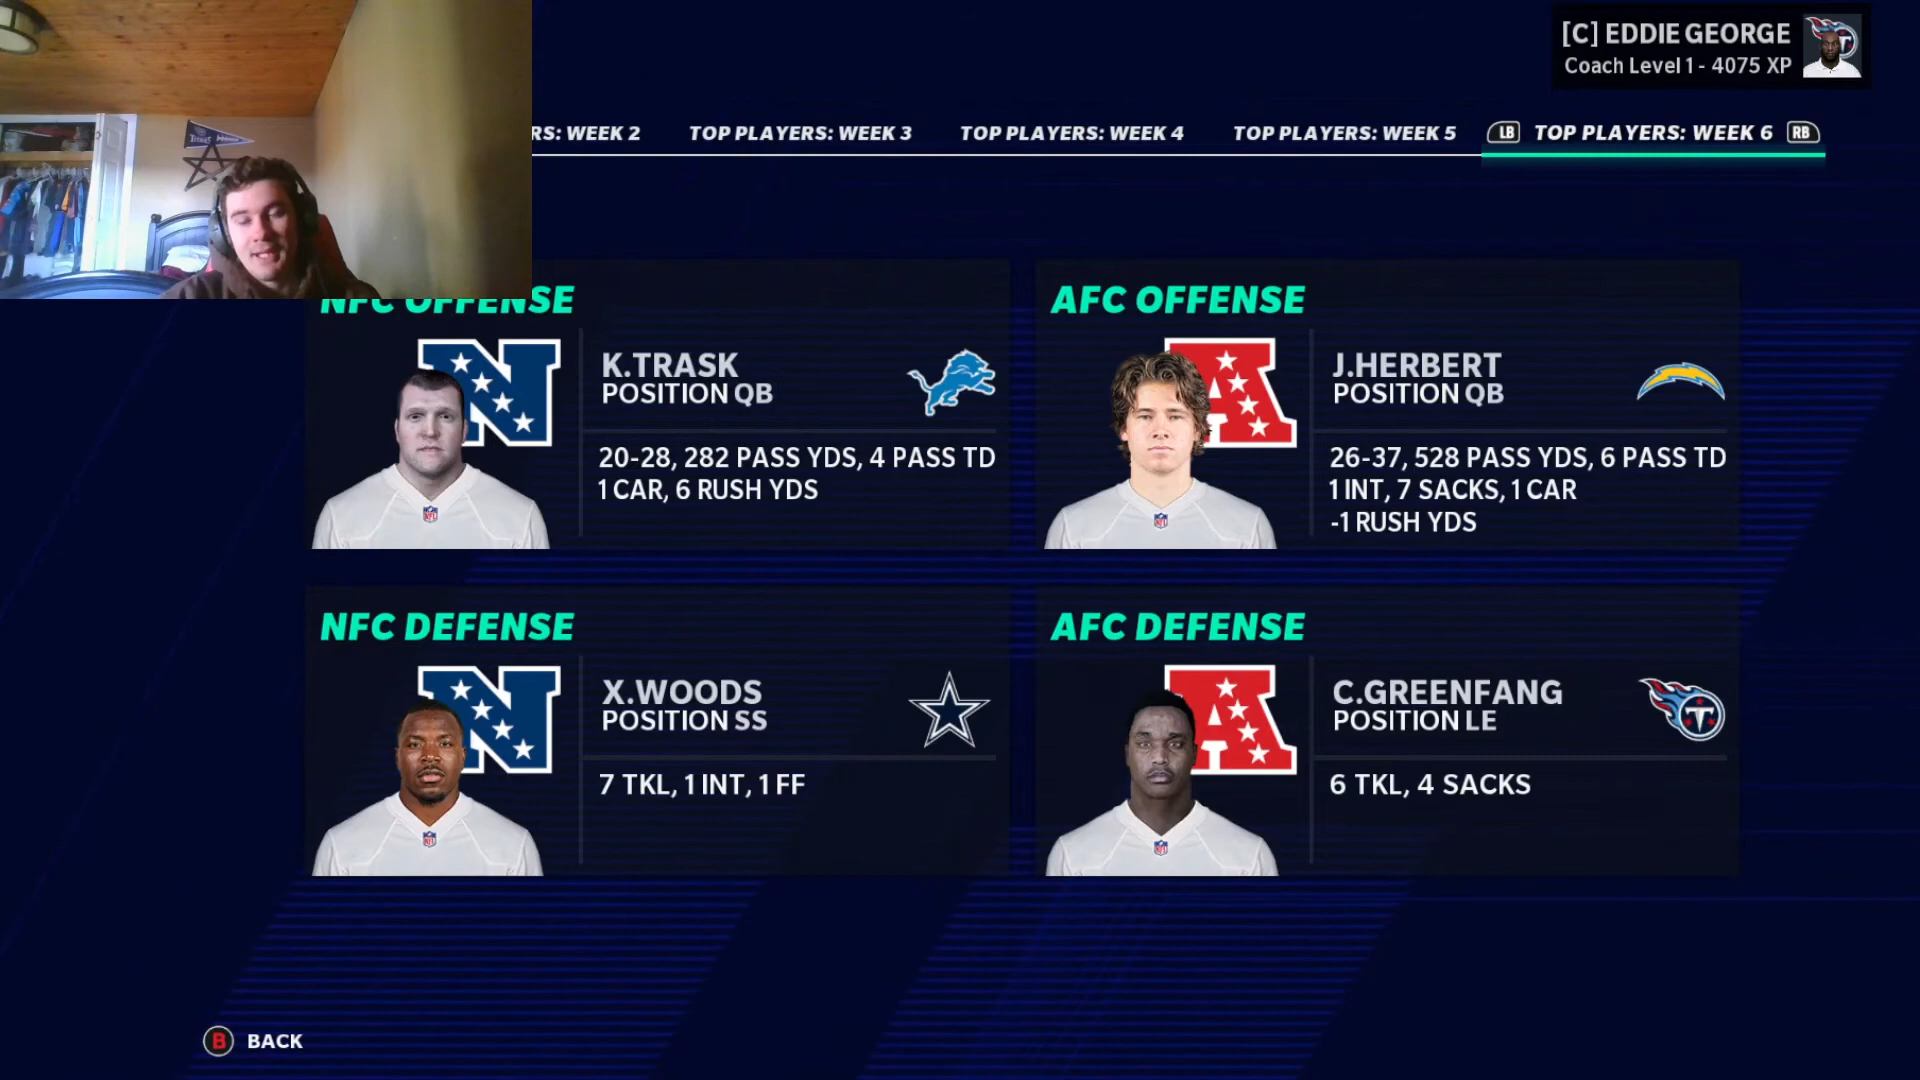 [C] EDDIE GEORGE
Coach Level 1 - 4075 XP
RS: WEEK 2
TOP PLAYERS: WEEK 3
TOP PLAYERS: WEEK 4
TOP PLAYERS: WEEK 5
LB TOP PLAYERS: WEEK 6 RB
NFC OFFENSE
K.TRASK
POSITION QB
20-28, 282 PASS YDS, 4 PASS TD
1 CAR, 6 RUSH YDS
AFC OFFENSE
J.HERBERT
POSITION QB
26-37, 528 PASS YDS, 6 PASS TD
1 INT, 7 SACKS, 1 CAR
-1 RUSH YDS
NFC DEFENSE
X.WOODS
POSITION SS
7 TKL, 1 INT, 1 FF
AFC DEFENSE
C.GREENFANG
POSITION LE
6 TKL, 4 SACKS
B BACK